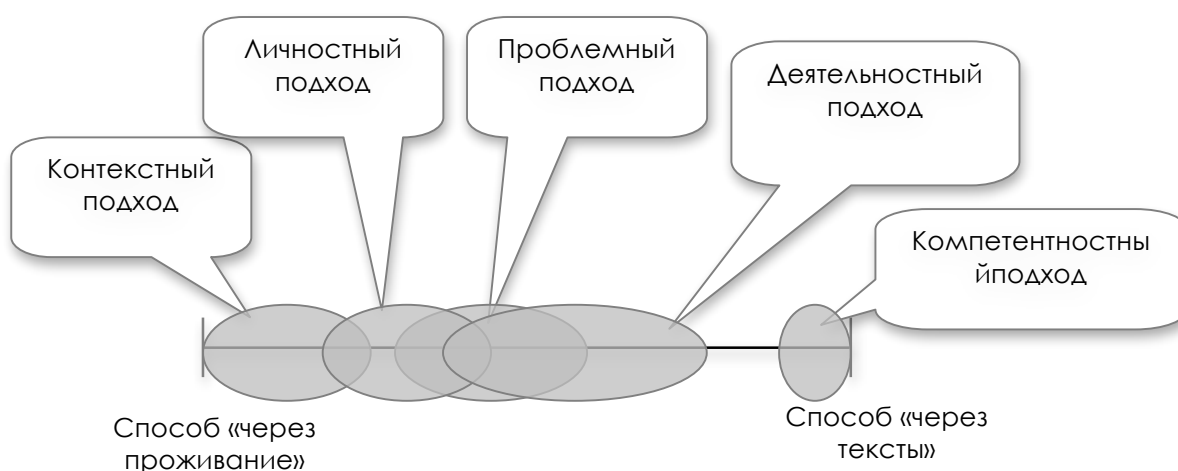 Контекстный
подход
Личностный
подход
Проблемный
подход
Деятельностный
подход
Компетентностны
йподход
Способ «через
проживание»
Способ «через
тексты»